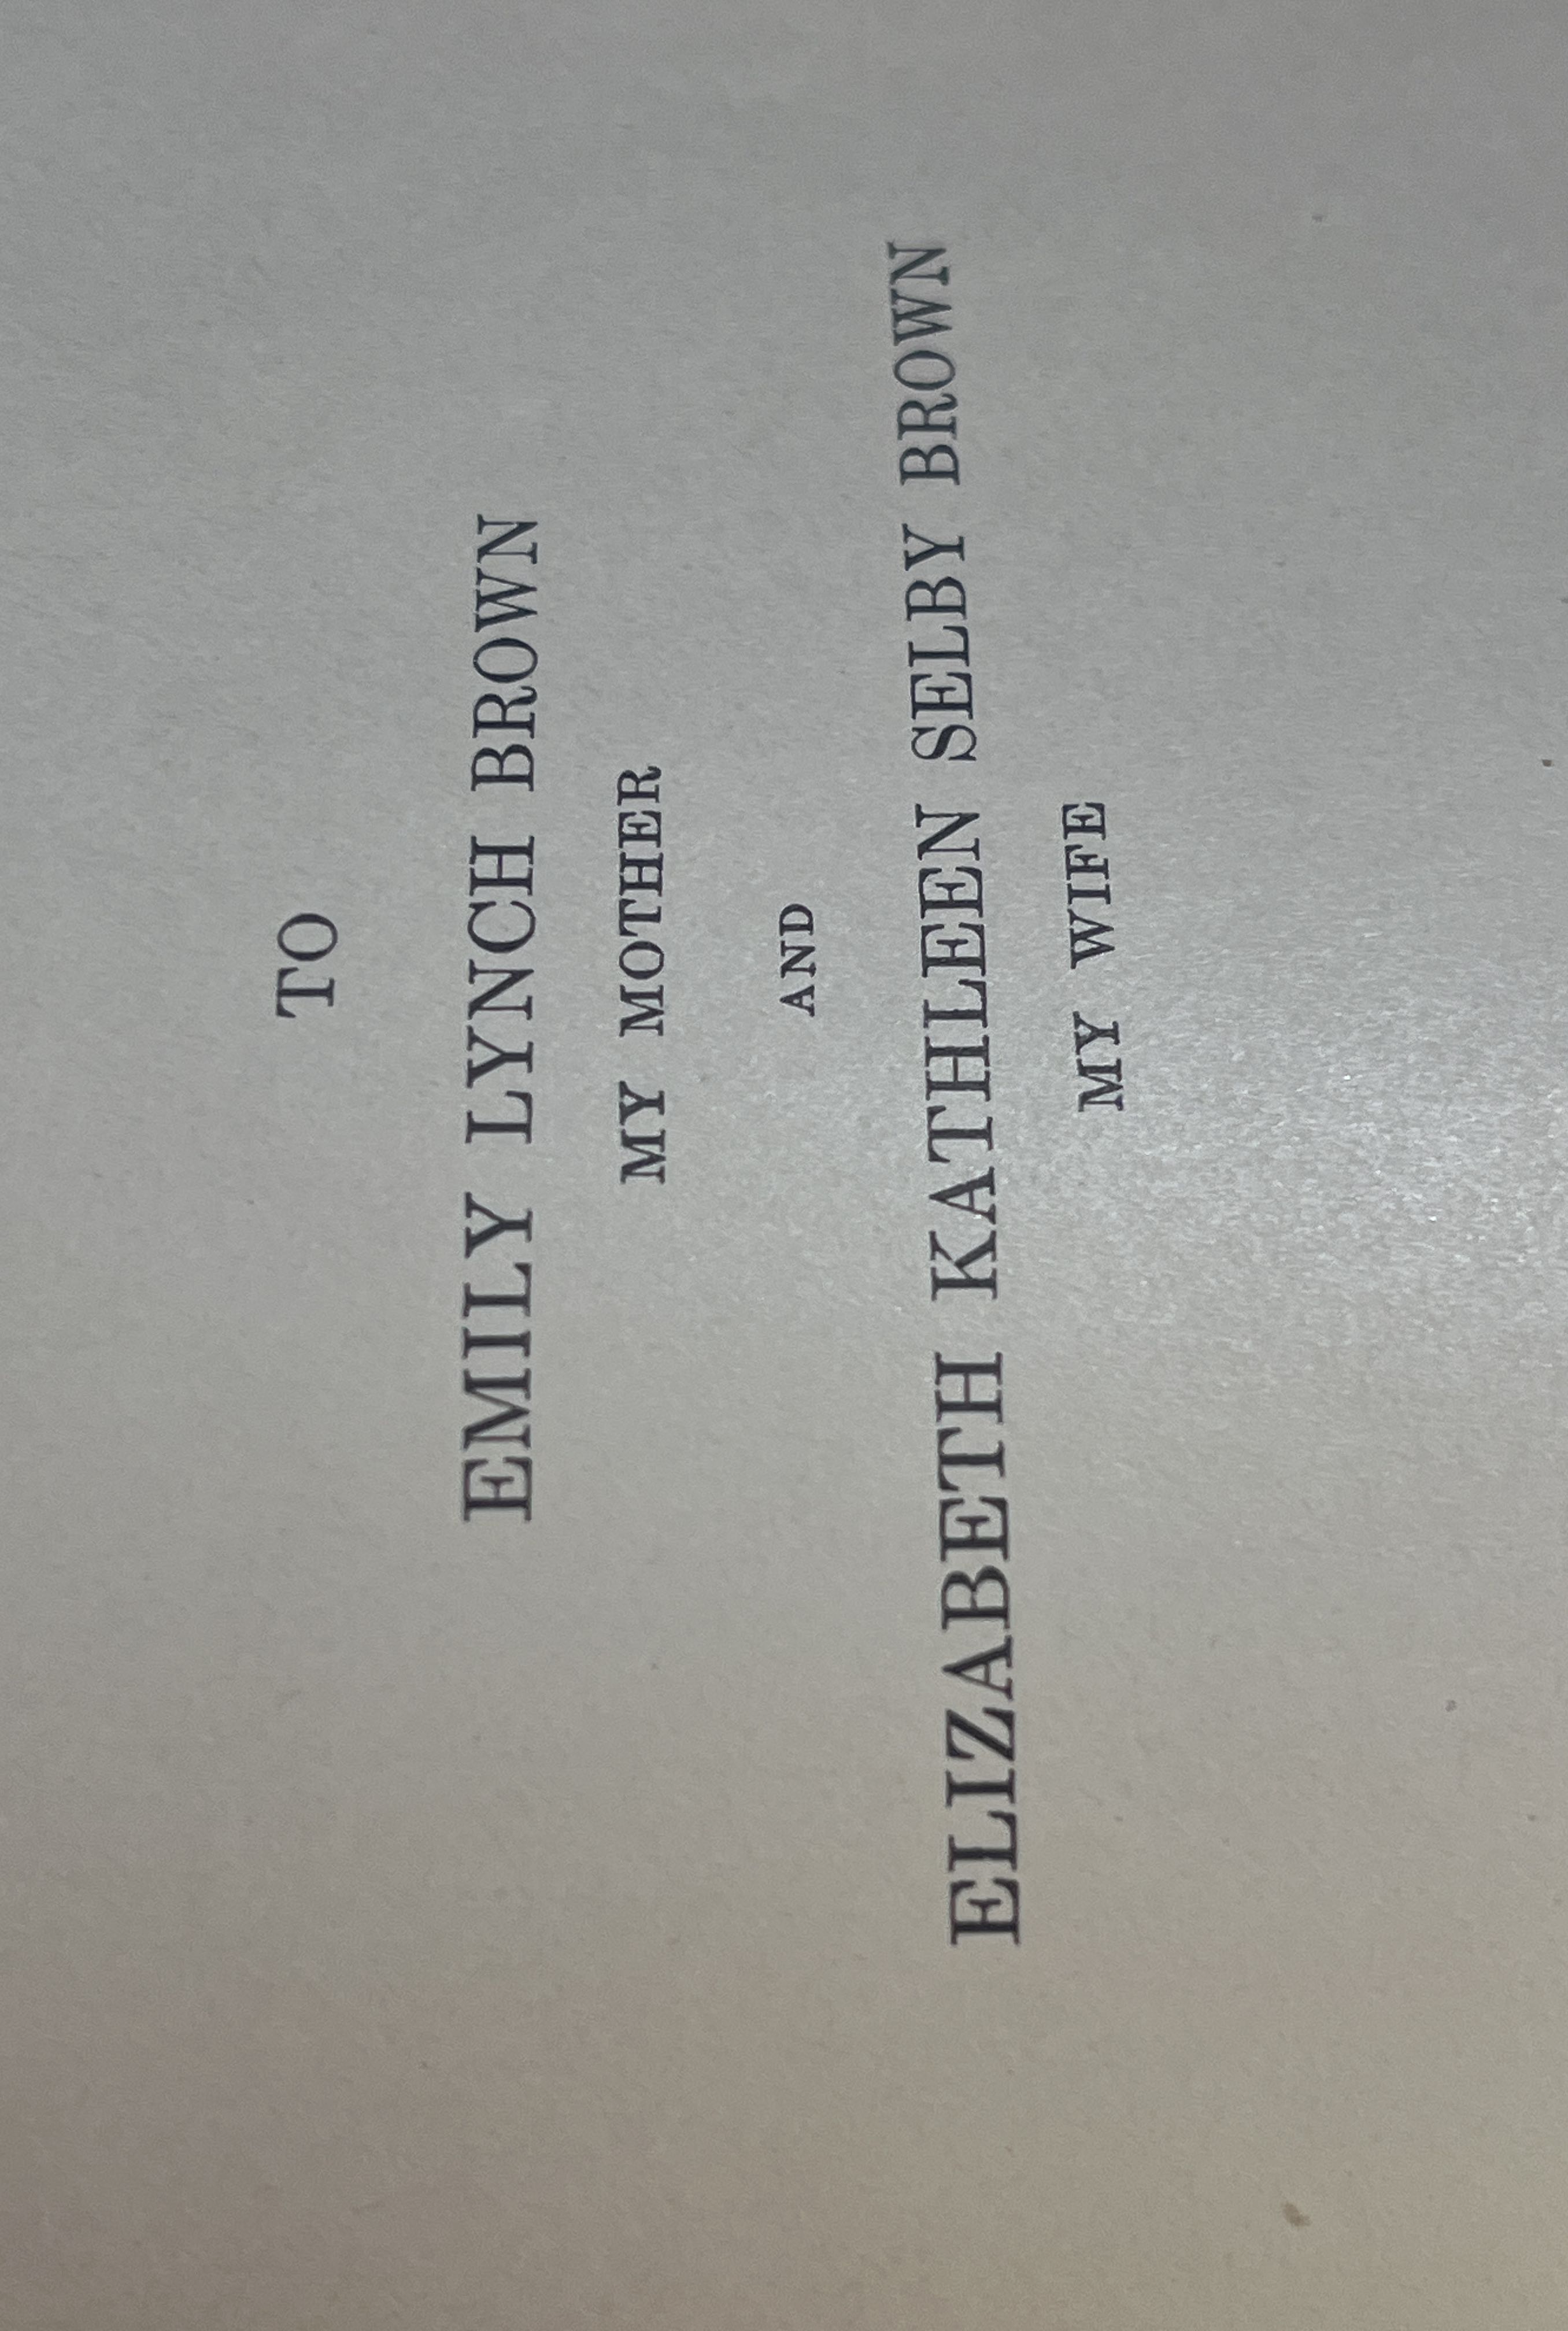 TO
EMILY LYNCH BROWN
MY MOTHER
AND
ELIZABETH KATHLEEN SELBY BROWN
MY WIFE